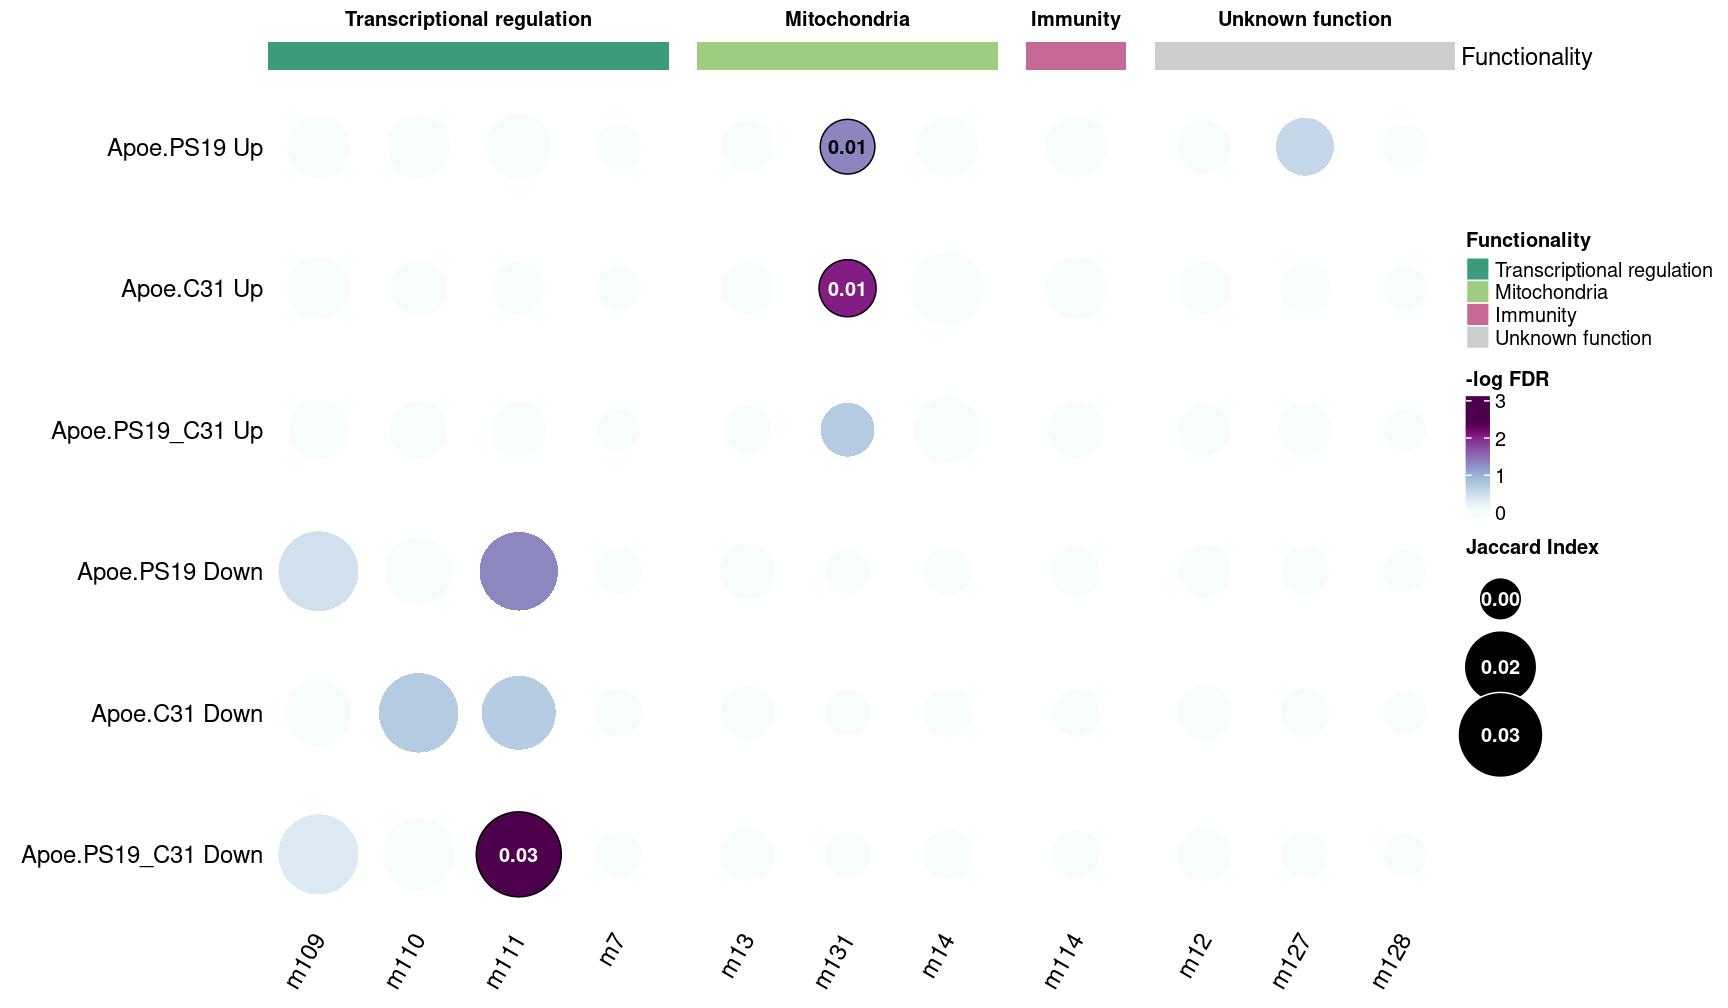 Transcriptional regulation
Mitochondria
Immunity
Unknown function
Functionality
Apoe.PS19 Up
0.01
Apoe.C31 Up
0.01
Apoe.PS19_C31 Up
Apoe.PS19 Down
Apoe.C31 Down
Apoe.PS19_C31 Down
0.03
m109
m110
m111
m7
m13
m131
m14
m114
m12
m127
m128
Functionality
Transcriptional regulation
Mitochondria
Immunity
Unknown function
-log FDR
3
2
1
0
Jaccard Index
0.00
0.02
0.03